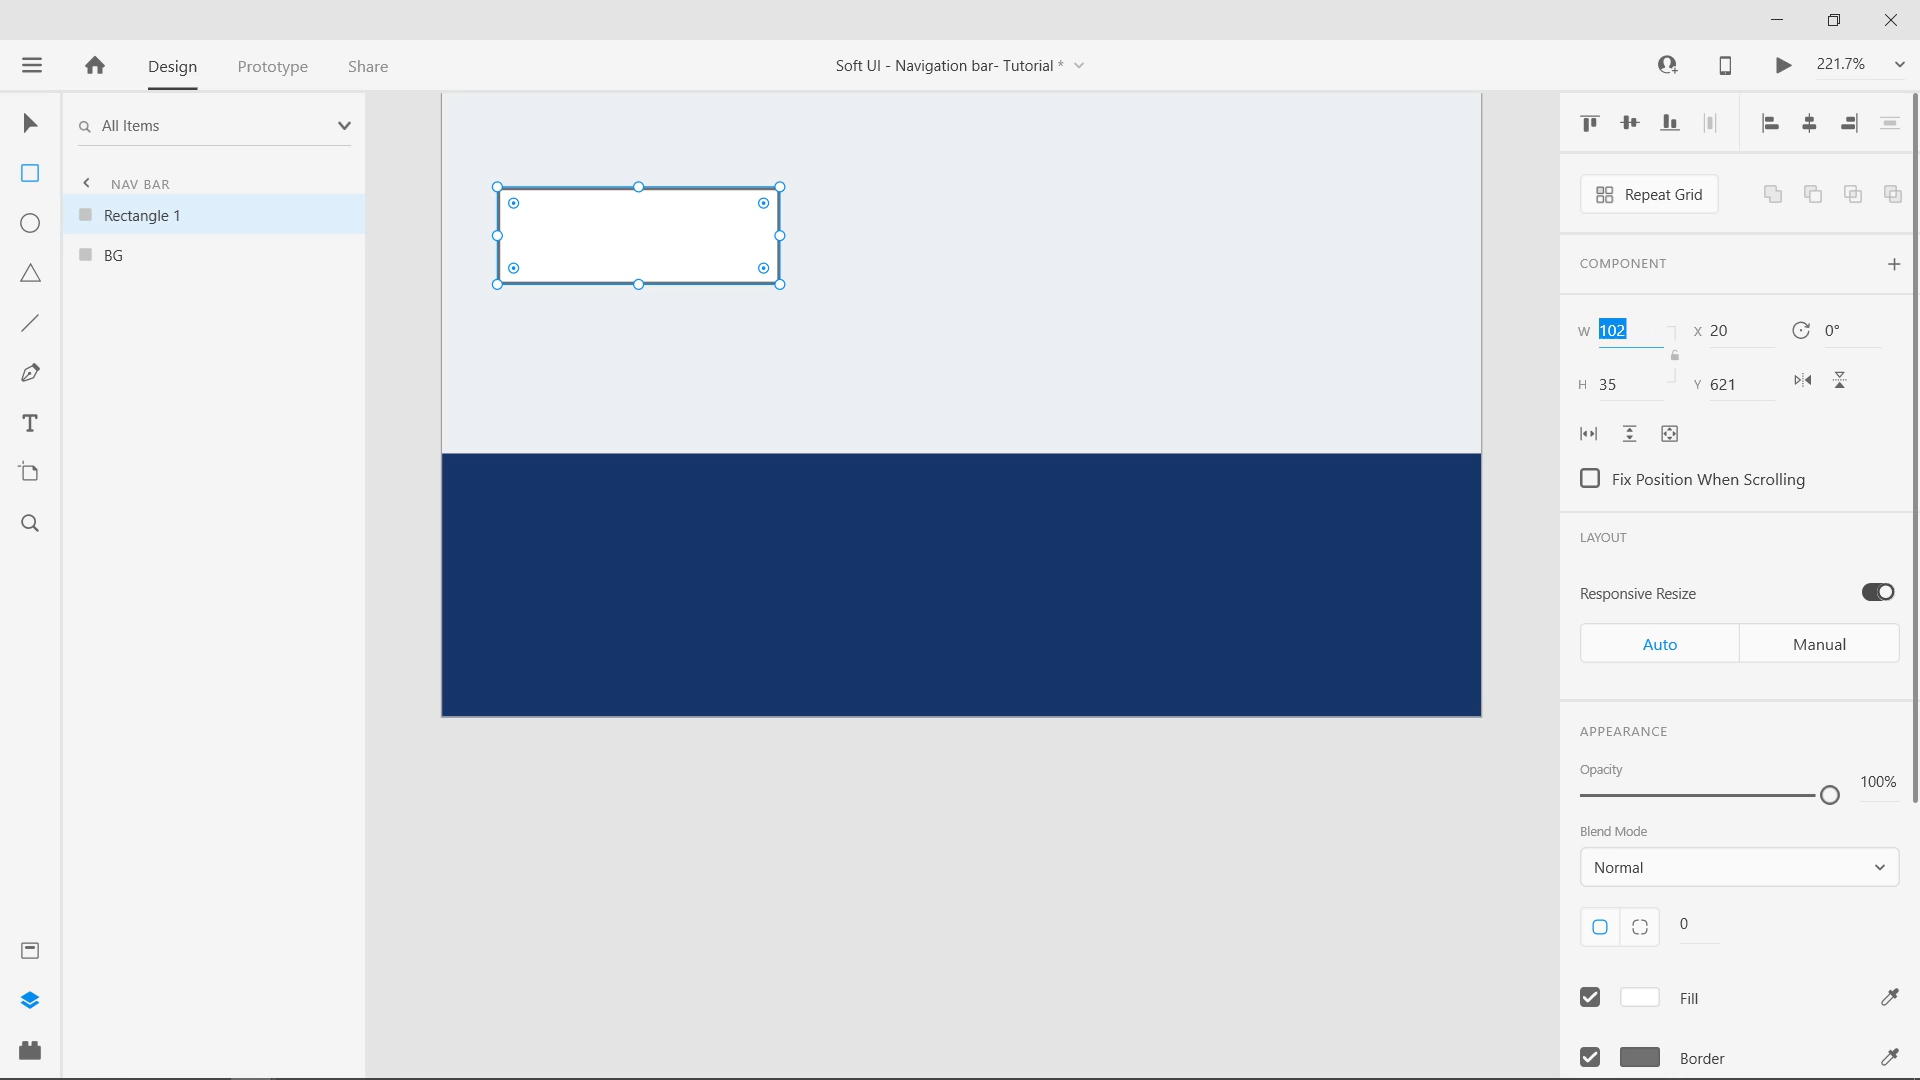 Design
Prototype
Share
Soft UI - Navigation bar- Tutorial *
221.7%
All Items
NAV BAR
Rectangle 1
BG
Repeat Grid
COMPONENT
W 102
X 20
0°
H 35
Y 621
Fix Position When Scrolling
LAYOUT
Responsive Resize
Auto
Manual
APPEARANCE
Opacity
100%
Blend Mode
Normal
0
Fill
Border